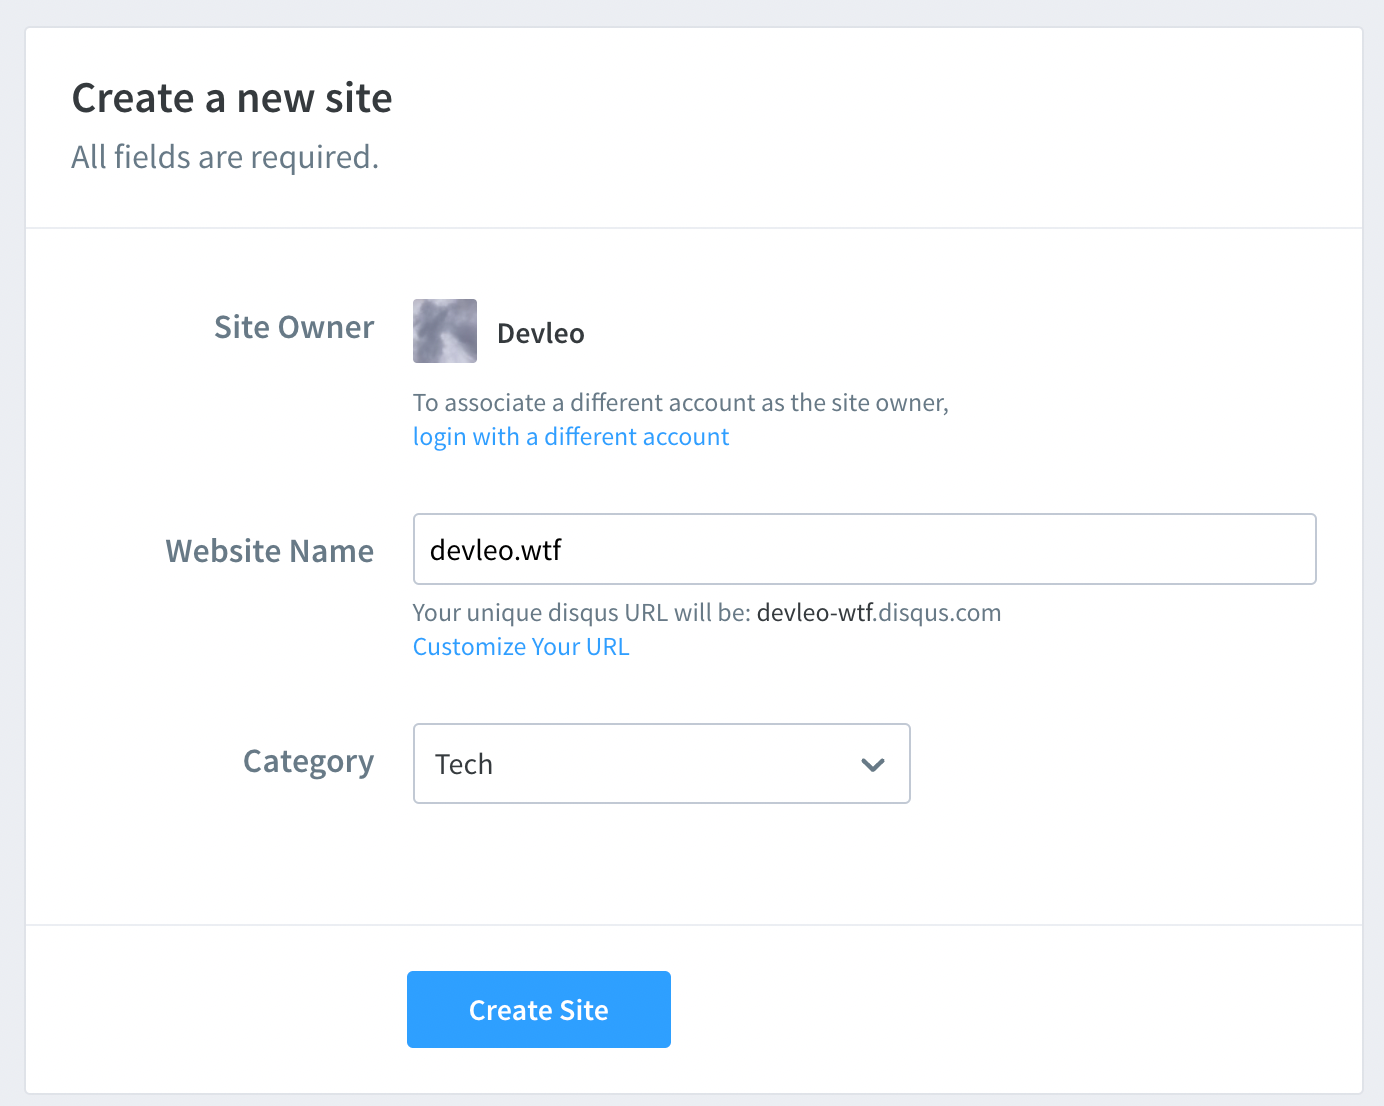 Create a new site
All fields are required.
Site Owner
Devleo
To associate a different account as the site owner,
login with a different account
Website Name
devleo.wtf
Your unique disqus URL will be: devleo-wtf.disqus.com
Customize Your URL
Category
Tech
Create Site